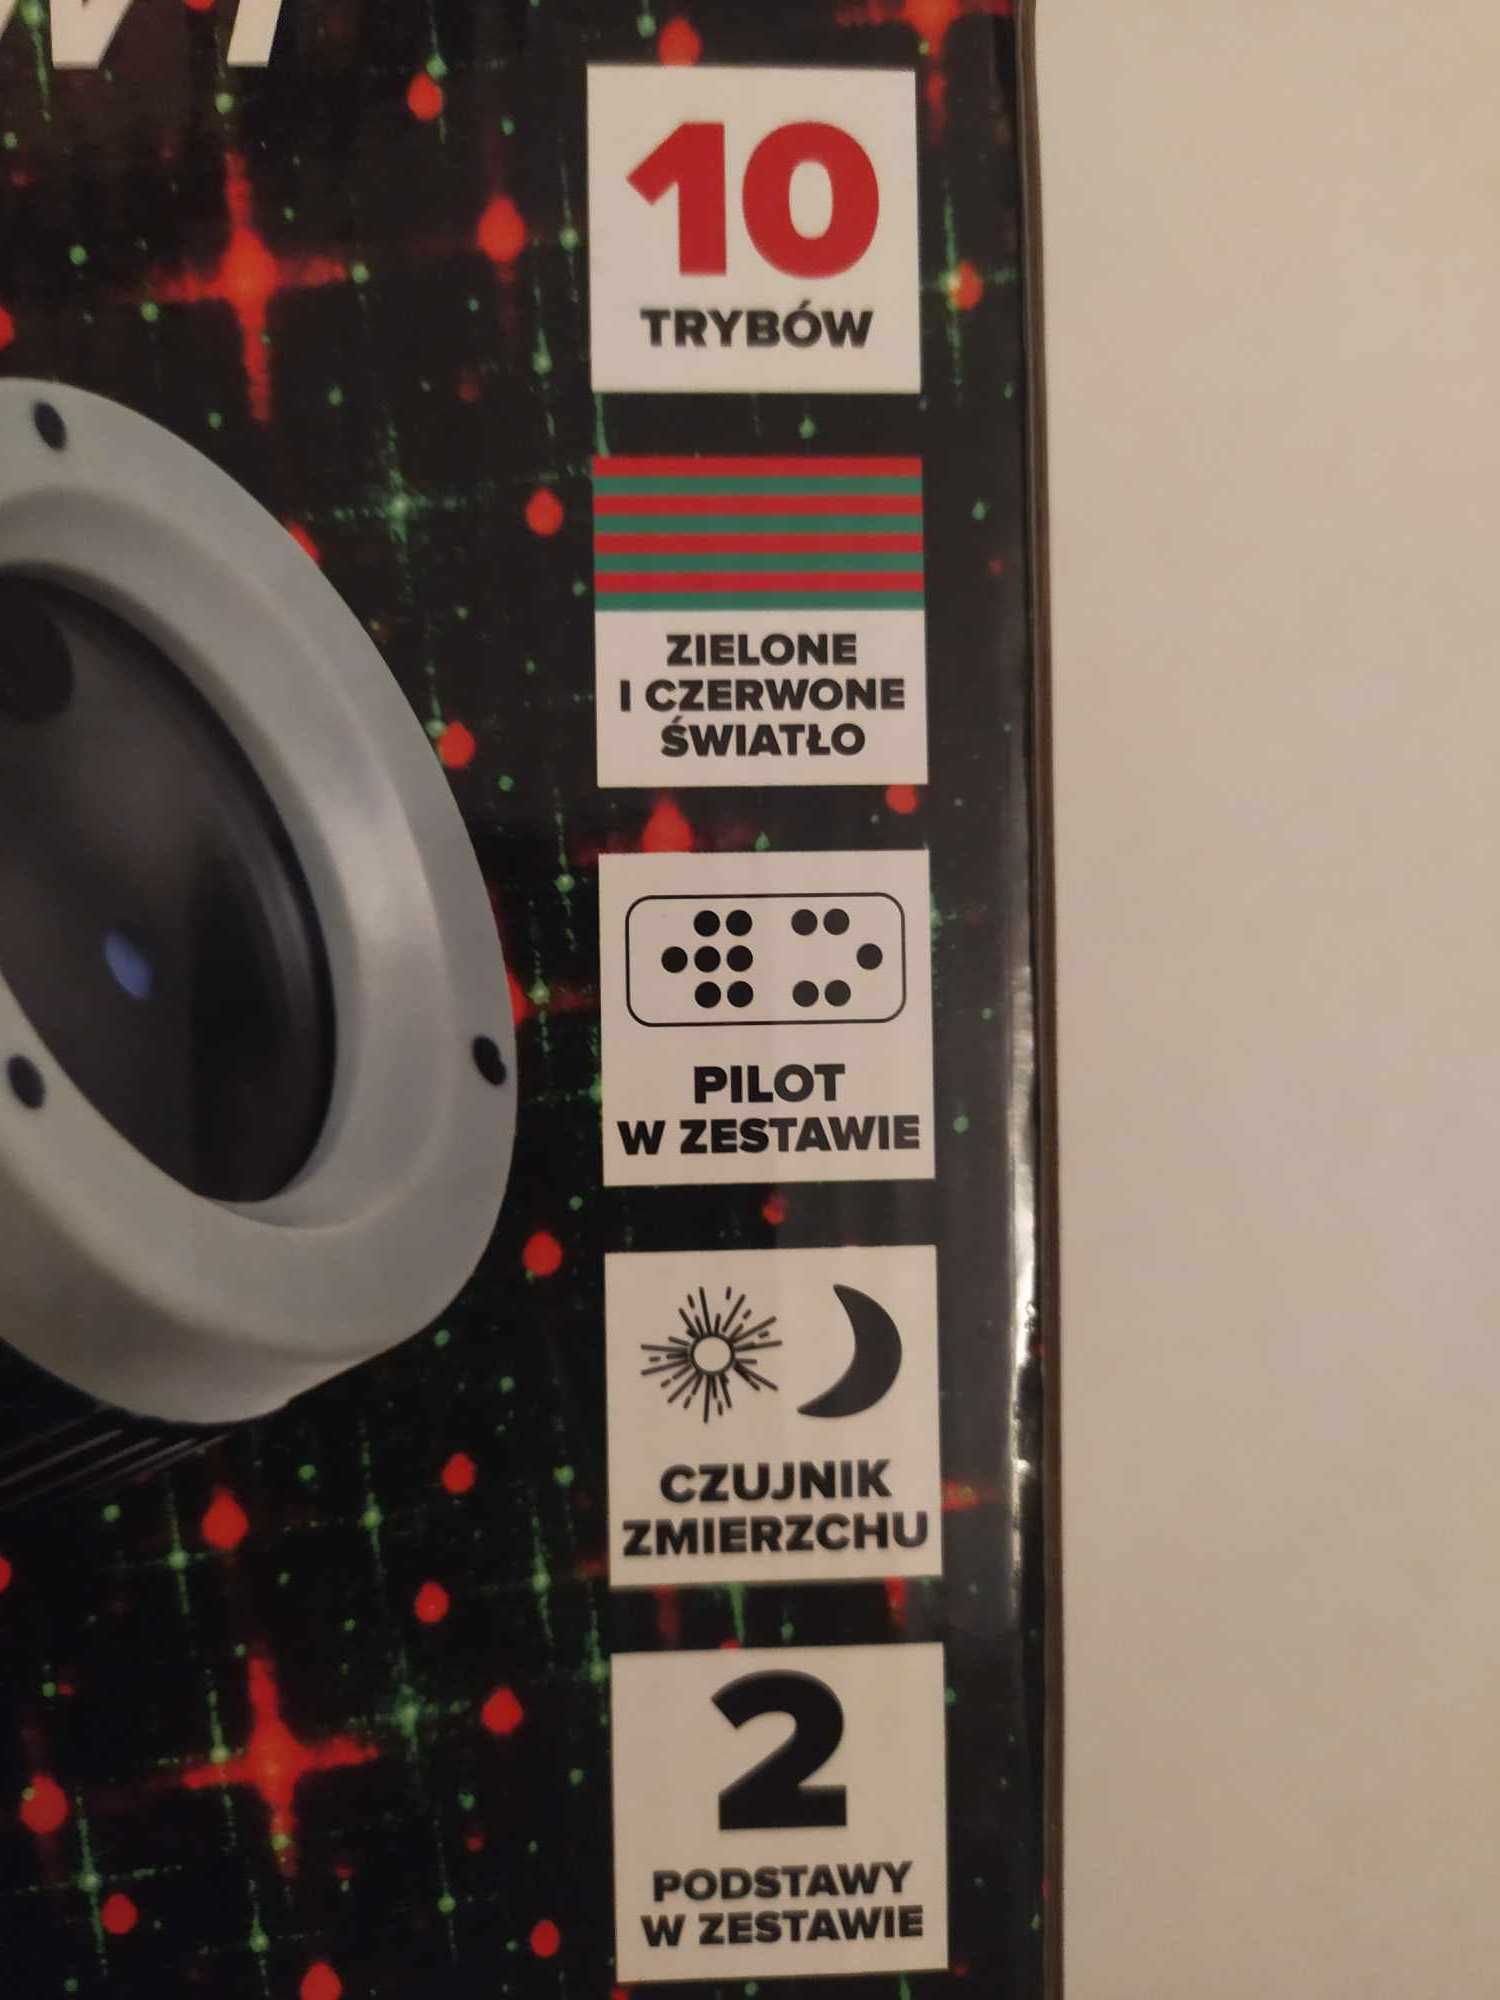 10
TRYBÓW
ZIELONE
I CZERWONE
ŚWIATŁO
PILOT
W ZESTAWIE
CZUJNIK
ZMIERZCHU
2
PODSTAWY
W ZESTAWIE